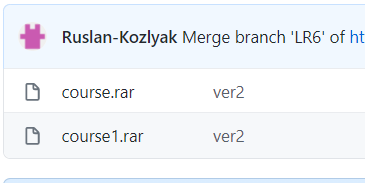 Ruslan-Kozlyak Merge branch 'LR6' of ht
course.rar ver2
course1.rar ver2